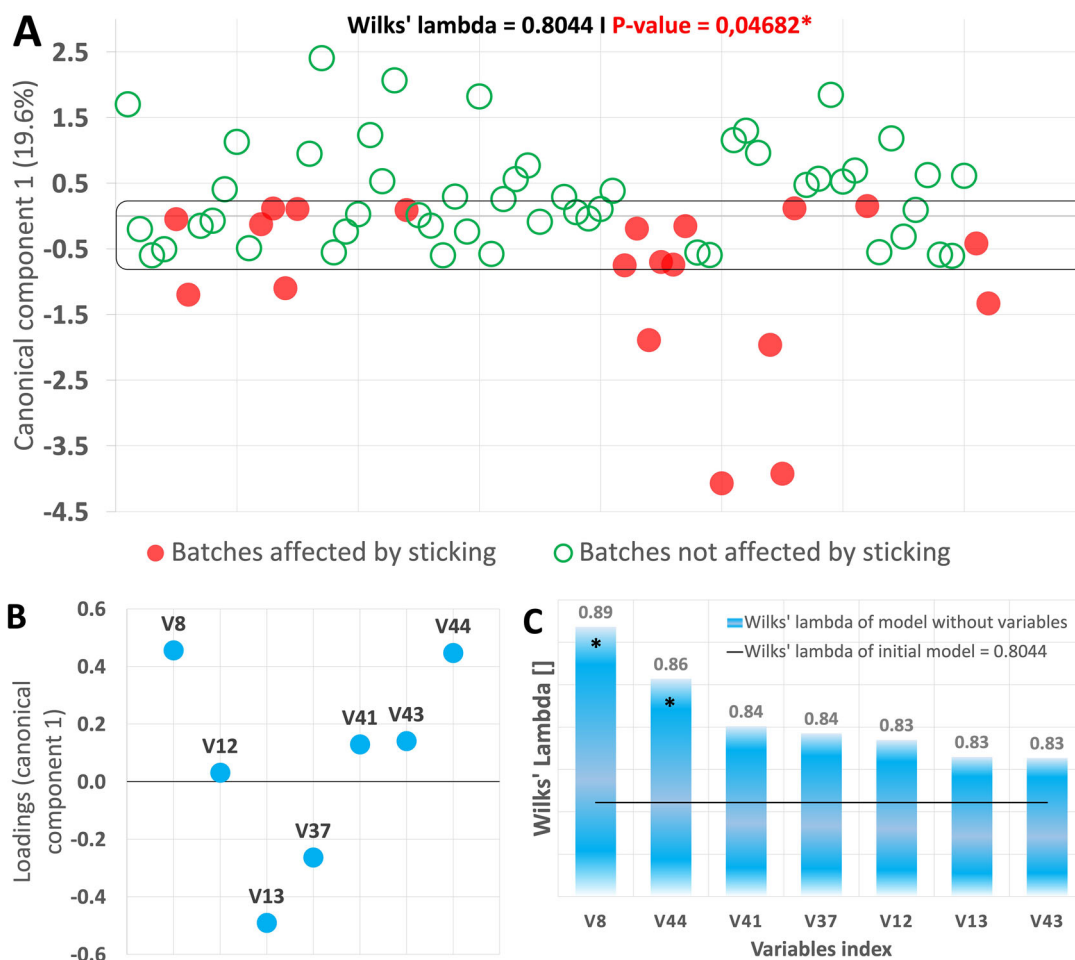 A
Wilks' lambda = 0.8044 I P-value = 0,04682*
Canonical component 1 (19.6%)
2.5
1.5
0.5
-0.5
-1.5
-2.5
-3.5
-4.5
Batches affected by sticking
Batches not affected by sticking
B
Loadings (canonical
component 1)
0.6
0.4
0.2
0.0
-0.2
-0.4
-0.6
V8
V12
V13
V37
V41
V43
V44
C
Wilks' Lambda []
Wilks' lambda of model without variables
Wilks' lambda of initial model = 0.8044
0.89
0.86
0.84
0.84
0.83
0.83
0.83
*
*
V8
V44
V41
V37
V12
V13
V43
Variables index